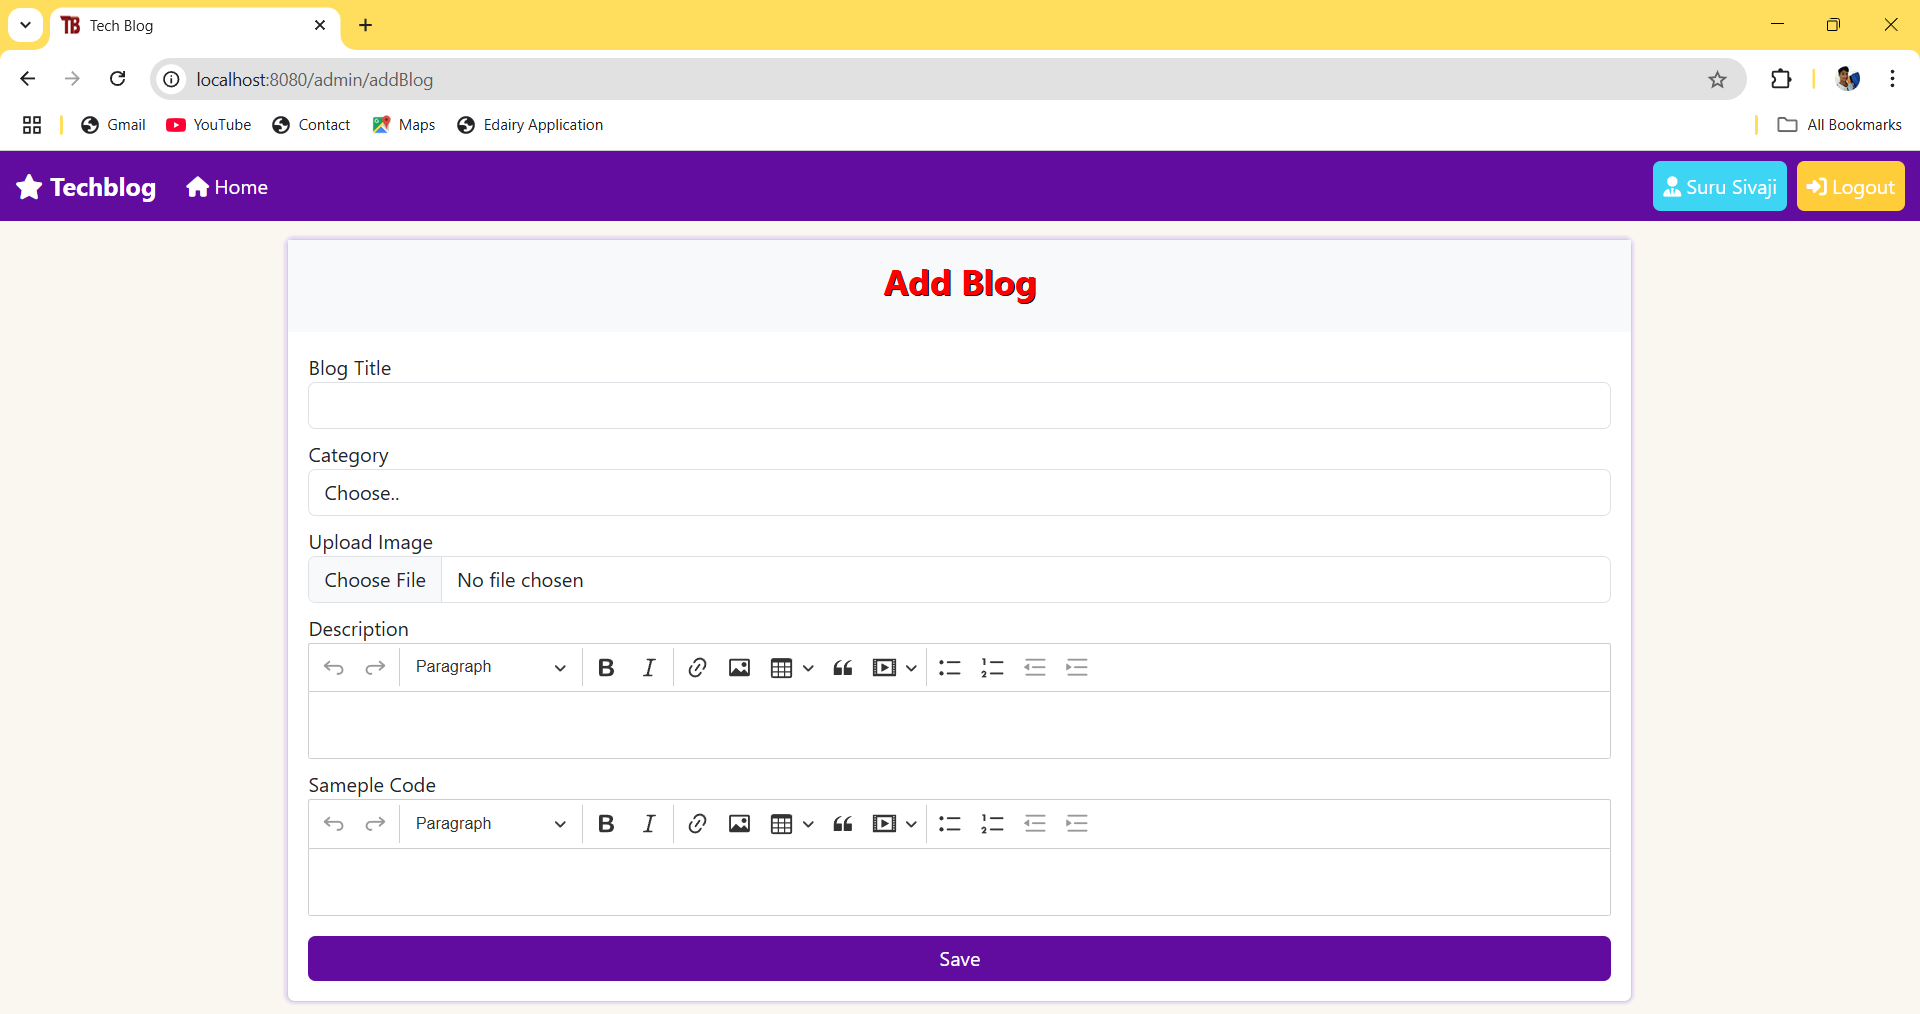 TB Tech Blog
localhost:8080/admin/addBlog
Gmail YouTube Contact Maps Edairy Application All Bookmarks
Techblog Home Suru Sivaji Logout
Add Blog
Blog Title
Category
Choose..
Upload Image
Choose File No file chosen
Description
Paragraph B I
Sameple Code
Paragraph B I
Save